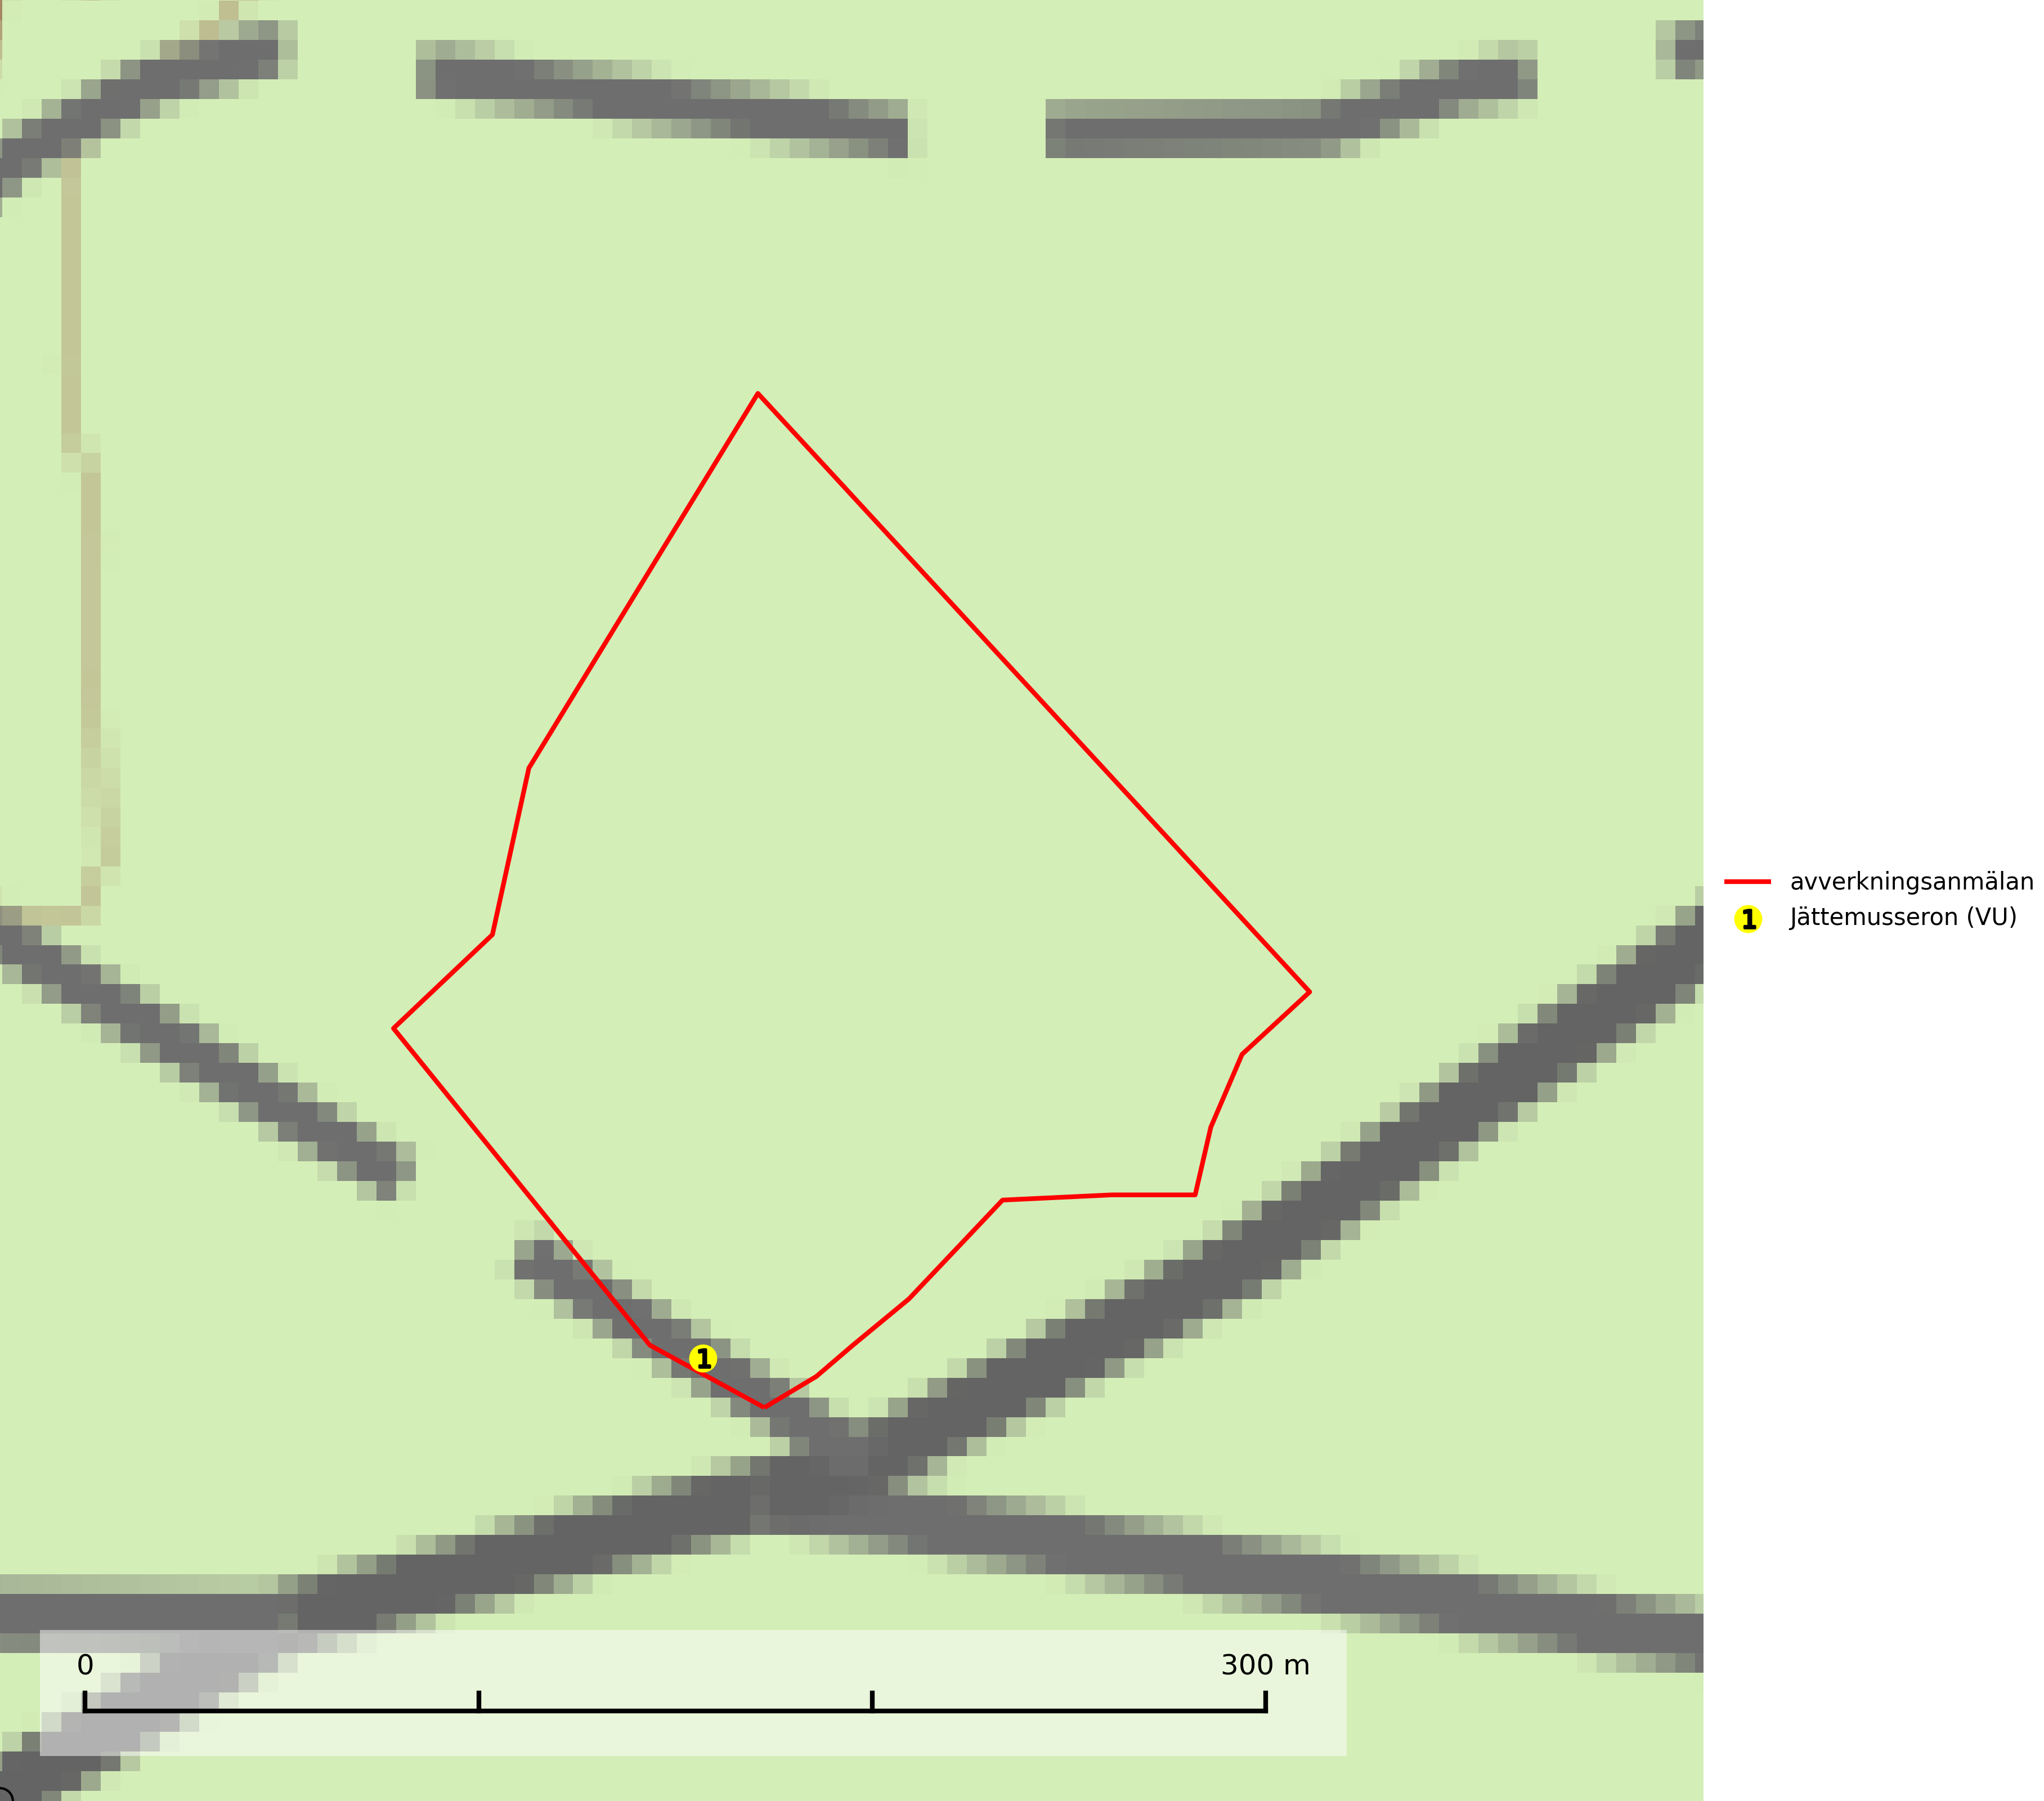 avverkningsanmälan
1 Jättemusseron (VU)
1
0 300 m